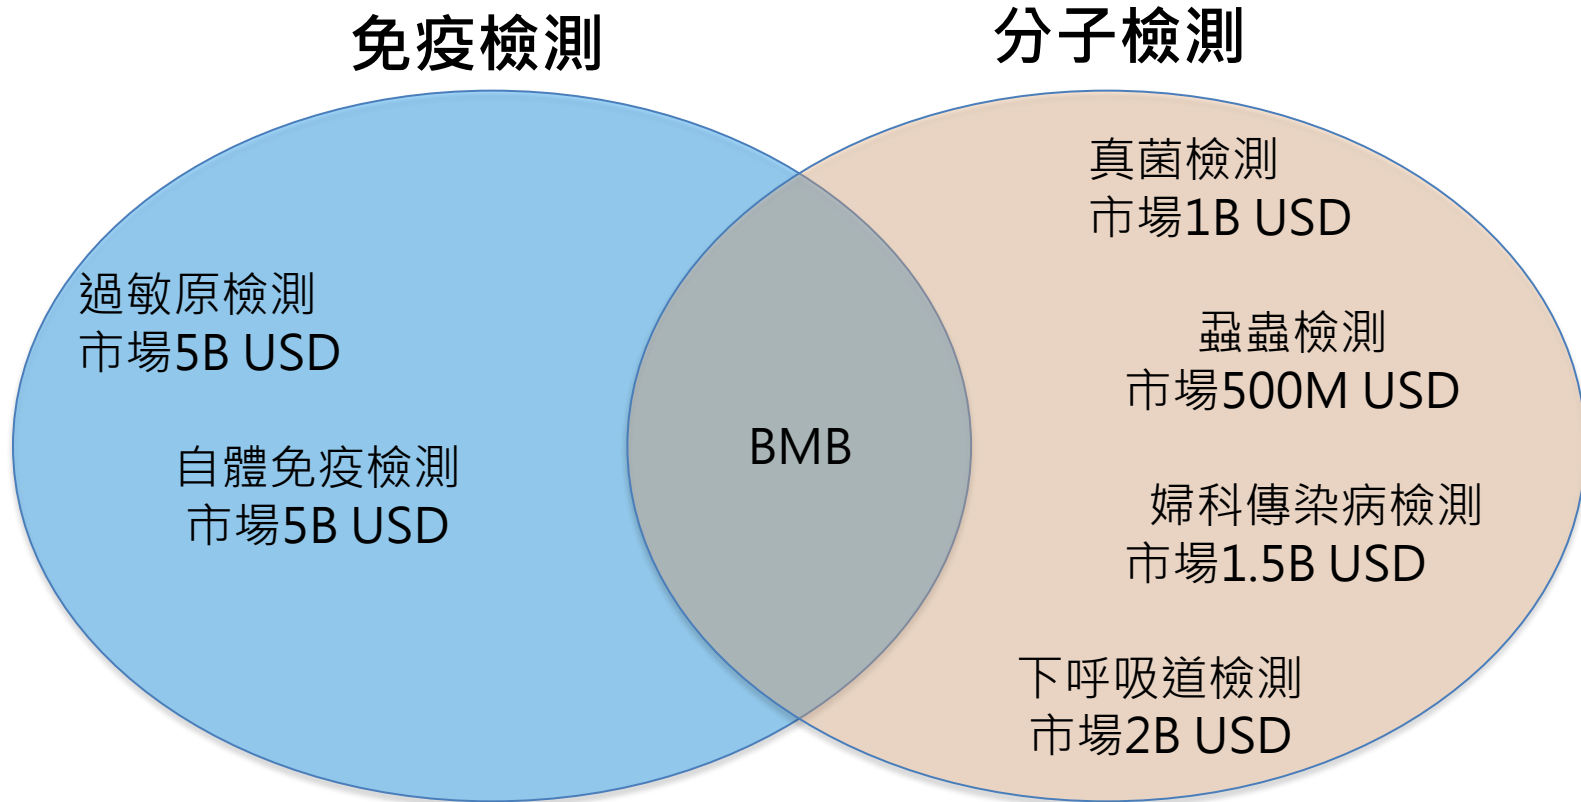 免疫檢測
分子檢測
過敏原檢測
市場5B USD
自體免疫檢測
市場5B USD
BMB
真菌檢測
市場1B USD
蝨蟲檢測
市場500M USD
婦科傳染病檢測
市場1.5B USD
下呼吸道檢測
市場2B USD